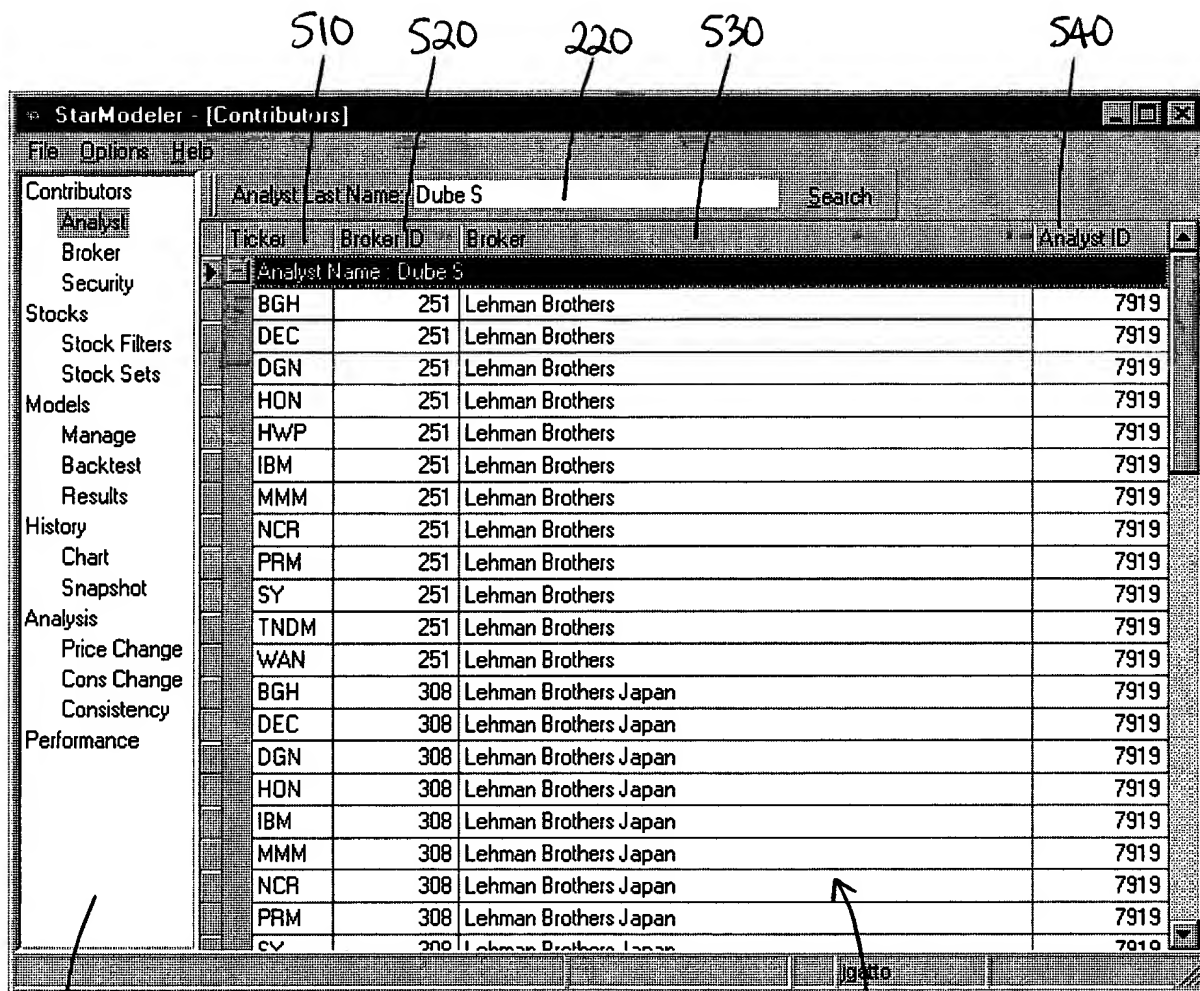 510 520 220 530 540
StarModeler - [Contributors]
File Options Help
Contributors
Analyst
Broker
Security
Stocks
Stock Filters
Stock Sets
Models
Manage
Backtest
Results
History
Chart
Snapshot
Analysis
Price Change
Cons Change
Consistency
Performance
Analyst Last Name: Dube S Search
Ticker Broker ID Broker Analyst ID
Analyst Name : Dube S
BGH 251 Lehman Brothers 7919
DEC 251 Lehman Brothers 7919
DGN 251 Lehman Brothers 7919
HON 251 Lehman Brothers 7919
HWP 251 Lehman Brothers 7919
IBM 251 Lehman Brothers 7919
MMM 251 Lehman Brothers 7919
NCR 251 Lehman Brothers 7919
PRM 251 Lehman Brothers 7919
SY 251 Lehman Brothers 7919
TNDM 251 Lehman Brothers 7919
WAN 251 Lehman Brothers 7919
BGH 308 Lehman Brothers Japan 7919
DEC 308 Lehman Brothers Japan 7919
DGN 308 Lehman Brothers Japan 7919
HON 308 Lehman Brothers Japan 7919
IBM 308 Lehman Brothers Japan 7919
MMM 308 Lehman Brothers Japan 7919
NCR 308 Lehman Brothers Japan 7919
PRM 308 Lehman Brothers Japan 7919
SY 308 Lehman Brothers Japan 7919
jgatto